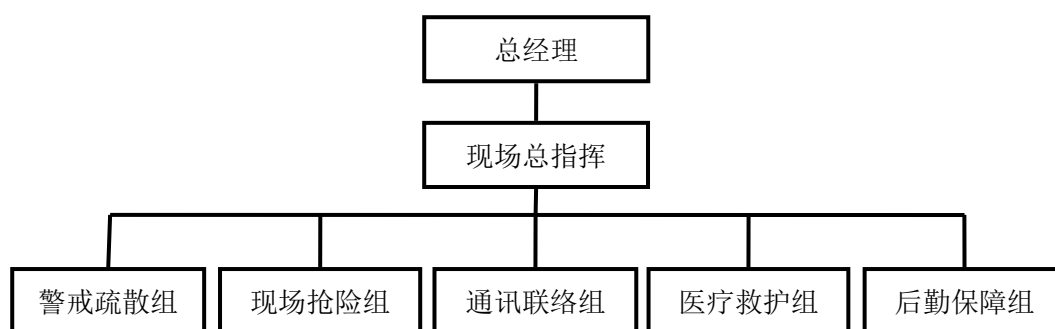 总经理
现场总指挥
警戒疏散组
现场抢险组
通讯联络组
医疗救护组
后勤保障组